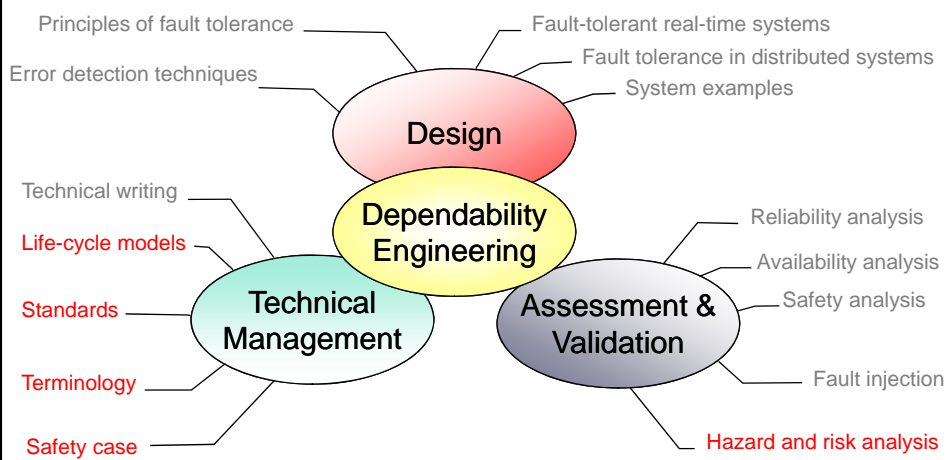 Principles of fault tolerance
Fault-tolerant real-time systems
Fault tolerance in distributed systems
Error detection techniques
System examples
Design
Technical writing
Dependability
Engineering
Reliability analysis
Life-cycle models
Availability analysis
Standards
Technical
Management
Assessment &
Validation
Safety analysis
Terminology
Fault injection
Safety case
Hazard and risk analysis